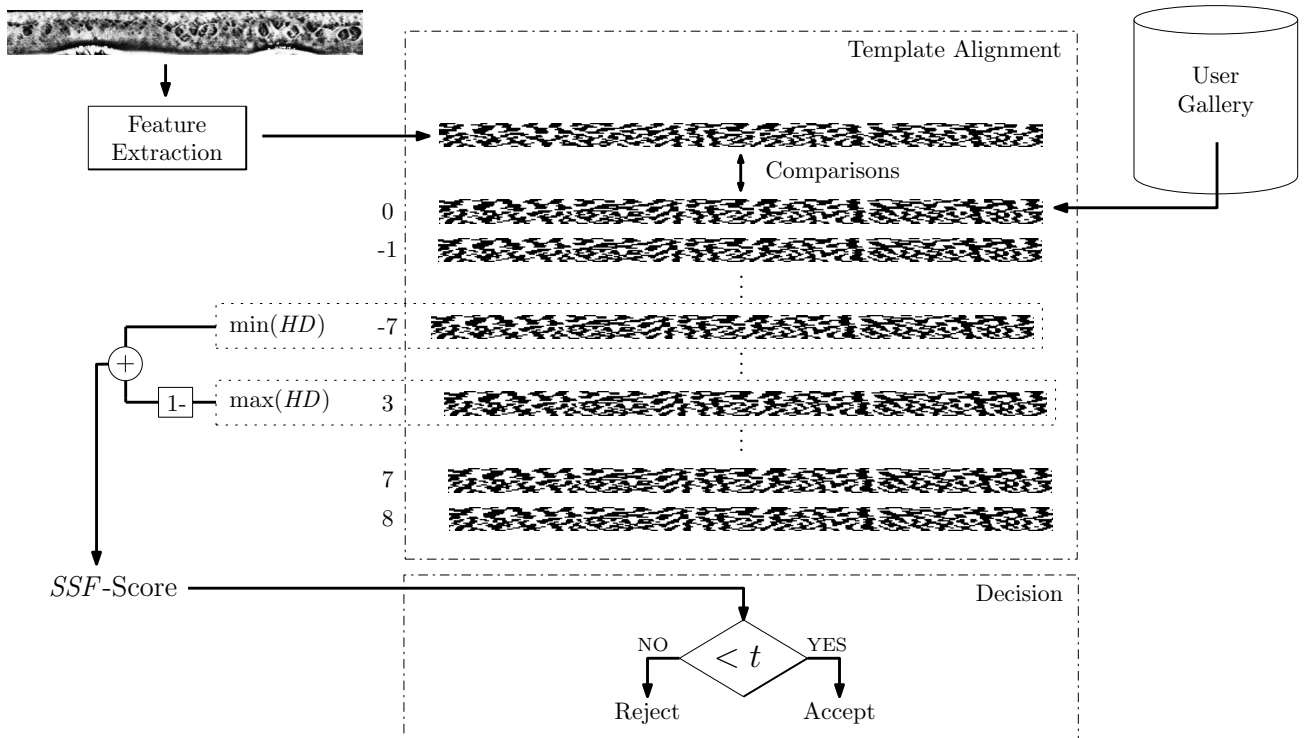 Template Alignment
User
Gallery
Feature
Extraction
Comparisons
0
-1
min(HD) -7
+
1- max(HD) 3
7
8
SSF-Score
Decision
NO < t YES
Reject Accept